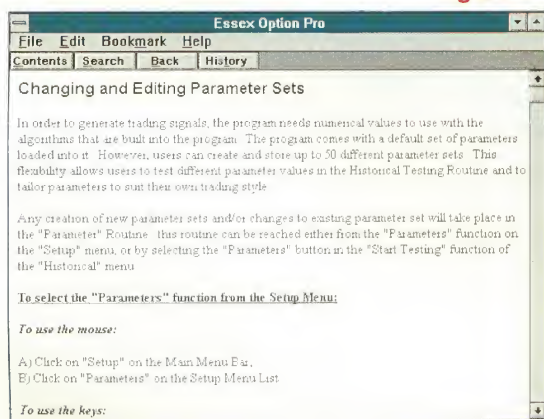 Essex Option Pro
File Edit Bookmark Help
Contents Search Back History
Changing and Editing Parameter Sets
In order to generate trading signals, the program needs numerical values to use with the
algorithms that are built into the program. The program comes with a default set of parameters
loaded into it. However, users can create and store up to 50 different parameter sets. This
flexibility allows users to test different parameter values in the Historical Testing Routine and to
tailor parameters to suit their own trading style.
Any creation of new parameter sets and/or changes to existing parameter set will take place in
the "Parameter" Routine. this routine can be reached either from the "Parameters" function on
the "Setup" menu, or by selecting the "Parameters" button in the "Start Testing" function of
the "Historical" menu
To select the "Parameters" function from the Setup Menu:
To use the mouse:
A) Click on "Setup" on the Main Menu Bar,
B) Click on "Parameters" on the Setup Menu List
To use the keys: